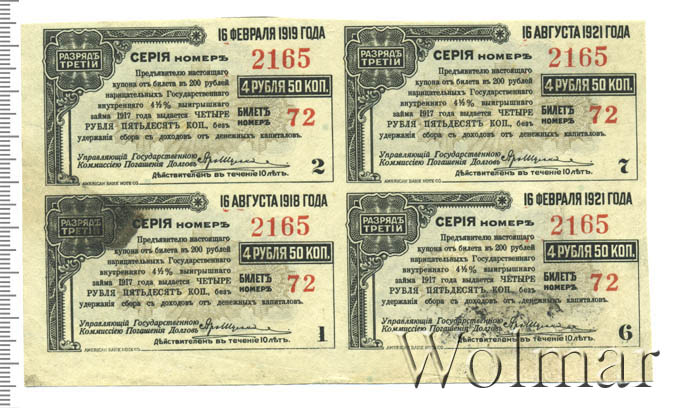 16 ФЕВРАЛЯ 1919 ГОДА
РАЗРЯДЪ ТРЕТІЙ
СЕРІЯ НОМЕРЪ 2165
Предъявителю настоящаго
купона отъ билета въ 200 рублей
нарицательныхъ Государственнаго
внутренняго 4½% выигрышнаго
займа 1917 года выдается ЧЕТЫРЕ
РУБЛЯ ПЯТЬДЕСЯТЪ КОП., безъ
удержанія сбора съ доходовъ отъ денежныхъ капиталовъ.
4 РУБЛЯ 50 КОП.
БИЛЕТЪ НОМЕРЪ 72
Управляющій Государственною
Коммиссіею Погашенія Долговъ
2
Дѣйствителенъ въ теченіе 10 лѣтъ.
AMERICAN BANK NOTE CO.
16 АВГУСТА 1921 ГОДА
РАЗРЯДЪ ТРЕТІЙ
СЕРІЯ НОМЕРЪ 2165
Предъявителю настоящаго
купона отъ билета въ 200 рублей
нарицательныхъ Государственнаго
внутренняго 4½% выигрышнаго
займа 1917 года выдается ЧЕТЫРЕ
РУБЛЯ ПЯТЬДЕСЯТЪ КОП., безъ
удержанія сбора съ доходовъ отъ денежныхъ капиталовъ.
4 РУБЛЯ 50 КОП.
БИЛЕТЪ НОМЕРЪ 72
Управляющій Государственною
Коммиссіею Погашенія Долговъ
7
Дѣйствителенъ въ теченіе 10 лѣтъ.
AMERICAN BANK NOTE CO.
16 АВГУСТА 1918 ГОДА
РАЗРЯДЪ ТРЕТІЙ
СЕРІЯ НОМЕРЪ 2165
Предъявителю настоящаго
купона отъ билета въ 200 рублей
нарицательныхъ Государственнаго
внутренняго 4½% выигрышнаго
займа 1917 года выдается ЧЕТЫРЕ
РУБЛЯ ПЯТЬДЕСЯТЪ КОП., безъ
удержанія сбора съ доходовъ отъ денежныхъ капиталовъ.
4 РУБЛЯ 50 КОП.
БИЛЕТЪ НОМЕРЪ 72
Управляющій Государственною
Коммиссіею Погашенія Долговъ
1
Дѣйствителенъ въ теченіе 10 лѣтъ.
AMERICAN BANK NOTE CO.
16 ФЕВРАЛЯ 1921 ГОДА
РАЗРЯДЪ ТРЕТІЙ
СЕРІЯ НОМЕРЪ 2165
Предъявителю настоящаго
купона отъ билета въ 200 рублей
нарицательныхъ Государственнаго
внутренняго 4½% выигрышнаго
займа 1917 года выдается ЧЕТЫРЕ
РУБЛЯ ПЯТЬДЕСЯТЪ КОП., безъ
удержанія сбора съ доходовъ отъ денежныхъ капиталовъ.
4 РУБЛЯ 50 КОП.
БИЛЕТЪ НОМЕРЪ 72
Управляющій Государственною
Коммиссіею Погашенія Долговъ
6
Дѣйствителенъ въ теченіе 10 лѣтъ.
AMERICAN BANK NOTE CO.
Wolmar